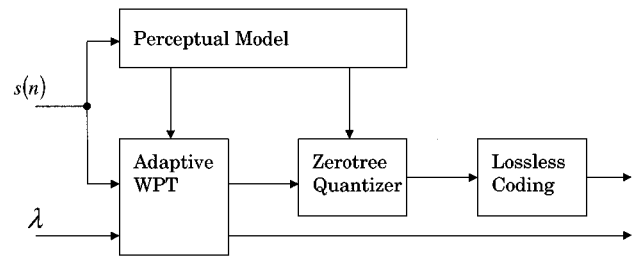 Perceptual Model
s(n)
Adaptive
WPT
Zerotree
Quantizer
Lossless
Coding
λ